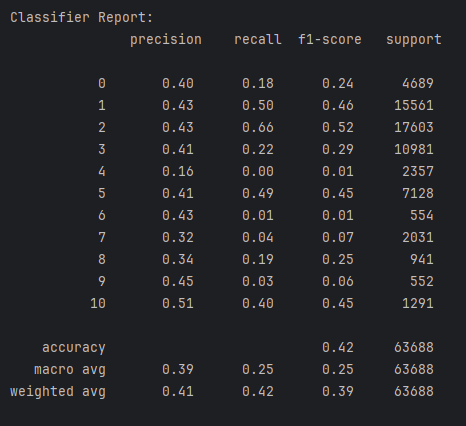 Classifier Report:
precision recall f1-score support
0 0.40 0.18 0.24 4689
1 0.43 0.50 0.46 15561
2 0.43 0.66 0.52 17603
3 0.41 0.22 0.29 10981
4 0.16 0.00 0.01 2357
5 0.41 0.49 0.45 7128
6 0.43 0.01 0.01 554
7 0.32 0.04 0.07 2031
8 0.34 0.19 0.25 941
9 0.45 0.03 0.06 552
10 0.51 0.40 0.45 1291
accuracy 0.42 63688
macro avg 0.39 0.25 0.25 63688
weighted avg 0.41 0.42 0.39 63688